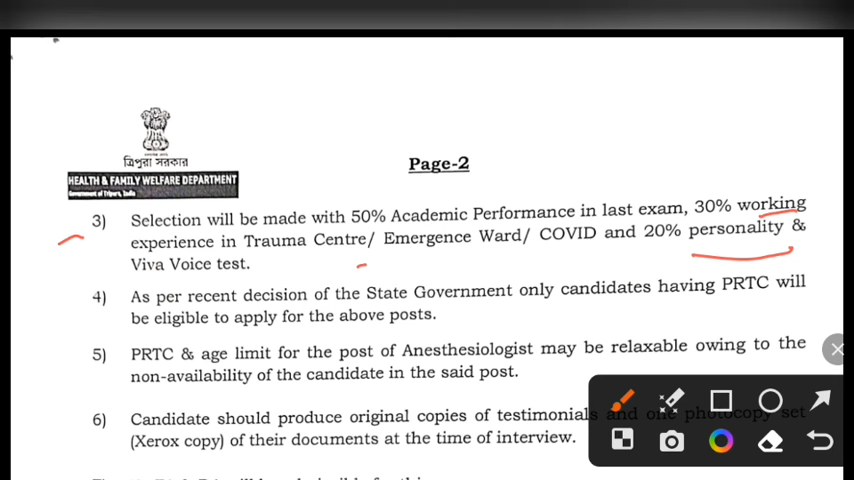 ত্রিপুরা সরকার
HEALTH & FAMILY WELFARE DEPARTMENT
Government of Tripura, India
Page-2
3) Selection will be made with 50% Academic Performance in last exam, 30% working
experience in Trauma Centre/ Emergence Ward/ COVID and 20% personality &
Viva Voice test.
4) As per recent decision of the State Government only candidates having PRTC will
be eligible to apply for the above posts.
5) PRTC & age limit for the post of Anesthesiologist may be relaxable owing to the
non-availability of the candidate in the said post.
6) Candidate should produce original copies of testimonials and one photocopy set
(Xerox copy) of their documents at the time of interview.